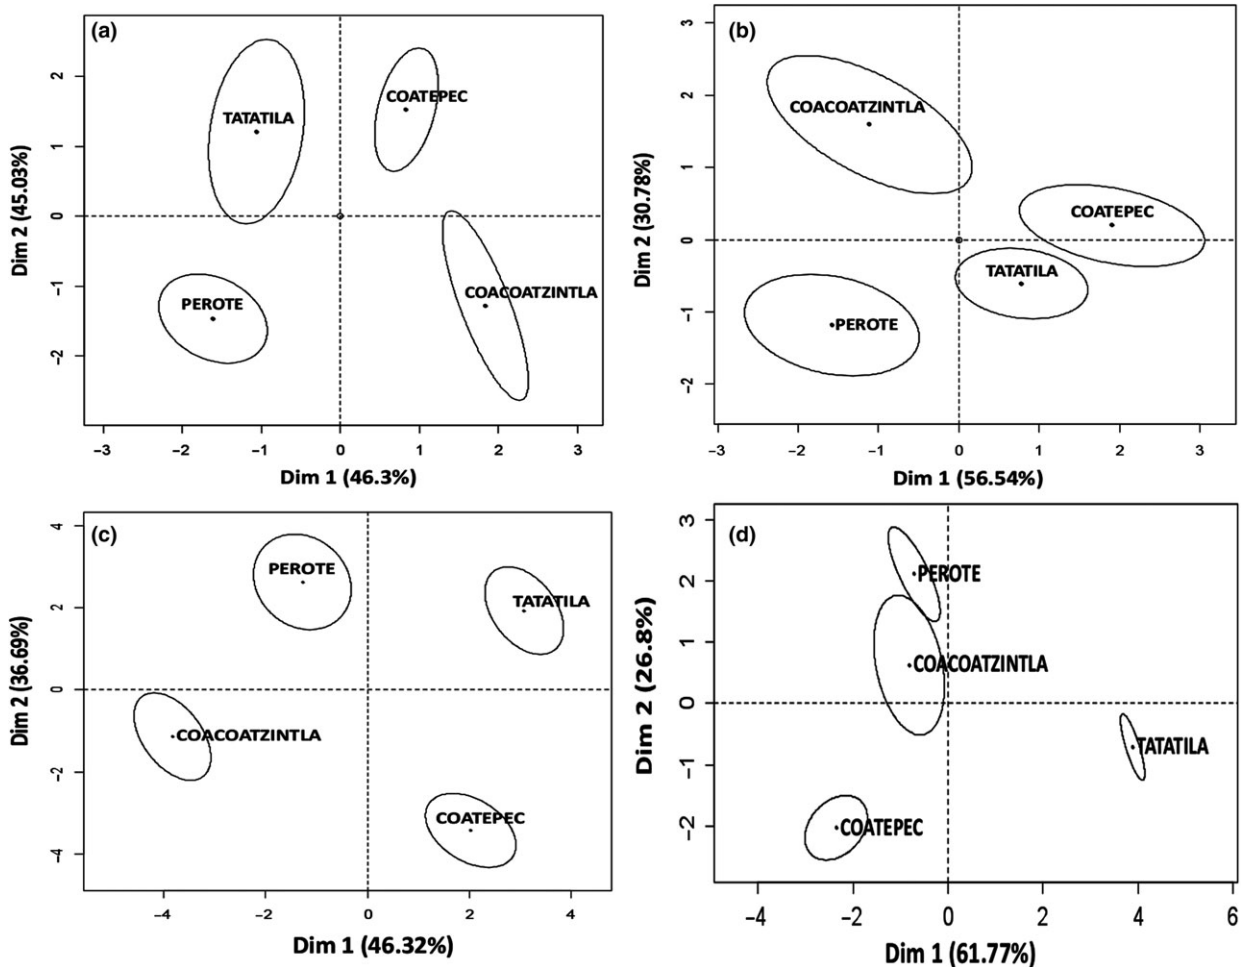 (a)
2
1
0
−1
−2
Dim 2 (45.03%)
TATATILA
COATEPEC
PEROTE
COACOATZINTLA
−3 −2 −1 0 1 2 3
Dim 1 (46.3%)
(b)
3
2
1
0
−1
−2
Dim 2 (30.78%)
COACOATZINTLA
COATEPEC
TATATILA
PEROTE
−3 −2 −1 0 1 2 3
Dim 1 (56.54%)
(c)
4
2
0
−2
−4
Dim 2 (36.69%)
PEROTE
TATATILA
COACOATZINTLA
COATEPEC
−4 −2 0 2 4
Dim 1 (46.32%)
(d)
3
2
1
0
−1
−2
Dim 2 (26.8%)
PEROTE
COACOATZINTLA
TATATILA
COATEPEC
−4 −2 0 2 4 6
Dim 1 (61.77%)